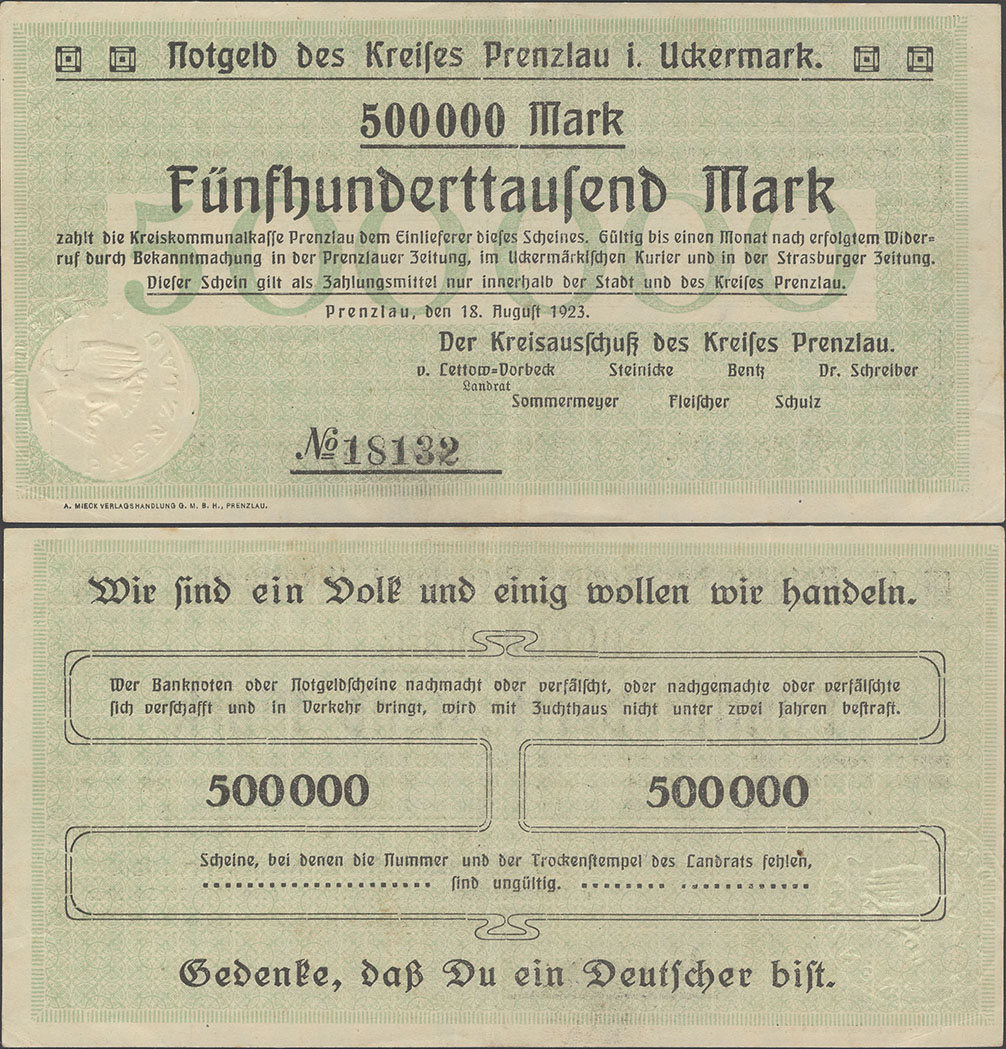 Notgeld des Kreiſes Prenzlau i. Uckermark.
500000 Mark
Fünfhunderttauſend Mark
zahlt die Kreiskommunalkaſſe Prenzlau dem Einlieferer dieſes Scheines. Gültig bis einen Monat nach erfolgtem Wider=
ruf durch Bekanntmachung in der Prenzlauer Zeitung, im Uckermärkiſchen Kurier und in der Strasburger Zeitung.
Dieſer Schein gilt als Zahlungsmittel nur innerhalb der Stadt und des Kreiſes Prenzlau.
500000
Prenzlau, den 18. Auguſt 1923.
Der Kreisausſchuß des Kreiſes Prenzlau.
v. Lettow=Vorbeck Steinicke Bentz Dr. Schreiber
Landrat
Sommermeyer Fleiſcher Schulz
№ 18132
A. MIECK VERLAGSHANDLUNG G. M. B. H., PRENZLAU.
Wir ſind ein Volk und einig wollen wir handeln.
Wer Banknoten oder Notgeldſcheine nachmacht oder verfälſcht, oder nachgemachte oder verfälſchte
ſich verſchafft und in Verkehr bringt, wird mit Zuchthaus nicht unter zwei Jahren beſtraft.
500000 500000
Scheine, bei denen die Nummer und der Trockenſtempel des Landrats fehlen,
ſind ungültig.
Gedenke, daß Du ein Deutſcher biſt.